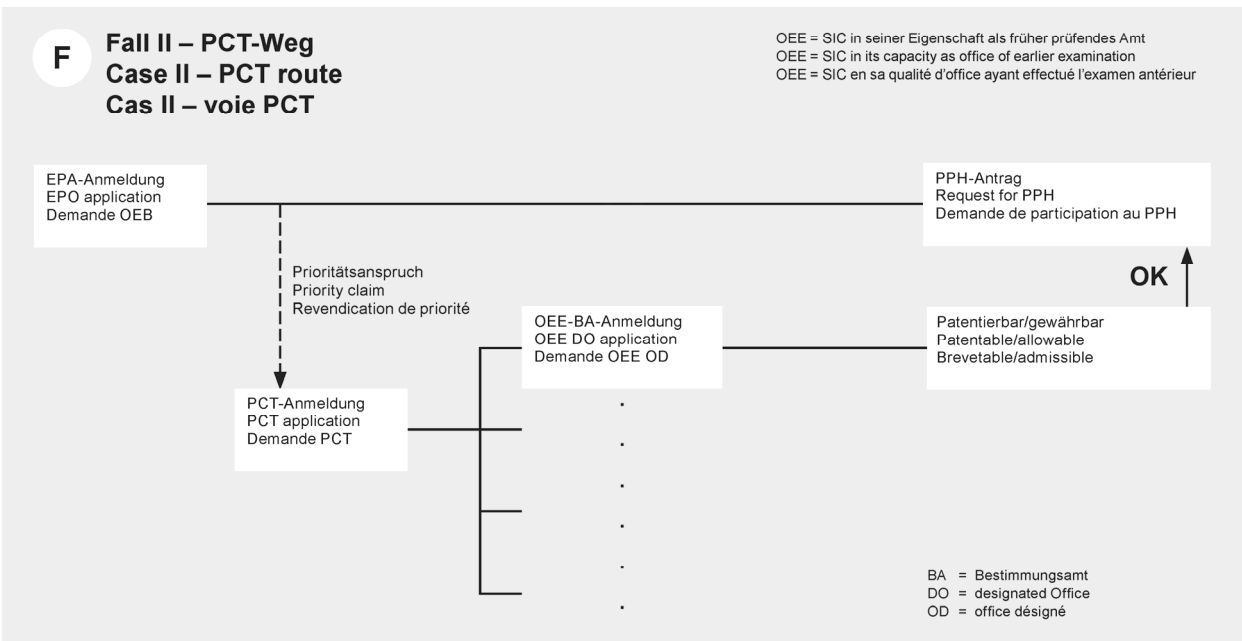 F
Fall II – PCT-Weg
Case II – PCT route
Cas II – voie PCT
OEE = SIC in seiner Eigenschaft als früher prüfendes Amt
OEE = SIC in its capacity as office of earlier examination
OEE = SIC en sa qualité d'office ayant effectué l'examen antérieur
EPA-Anmeldung
EPO application
Demande OEB
PPH-Antrag
Request for PPH
Demande de participation au PPH
Prioritätsanspruch
Priority claim
Revendication de priorité
OK
OEE-BA-Anmeldung
OEE DO application
Demande OEE OD
Patentierbar/gewährbar
Patentable/allowable
Brevetable/admissible
PCT-Anmeldung
PCT application
Demande PCT
BA = Bestimmungsamt
DO = designated Office
OD = office désigné